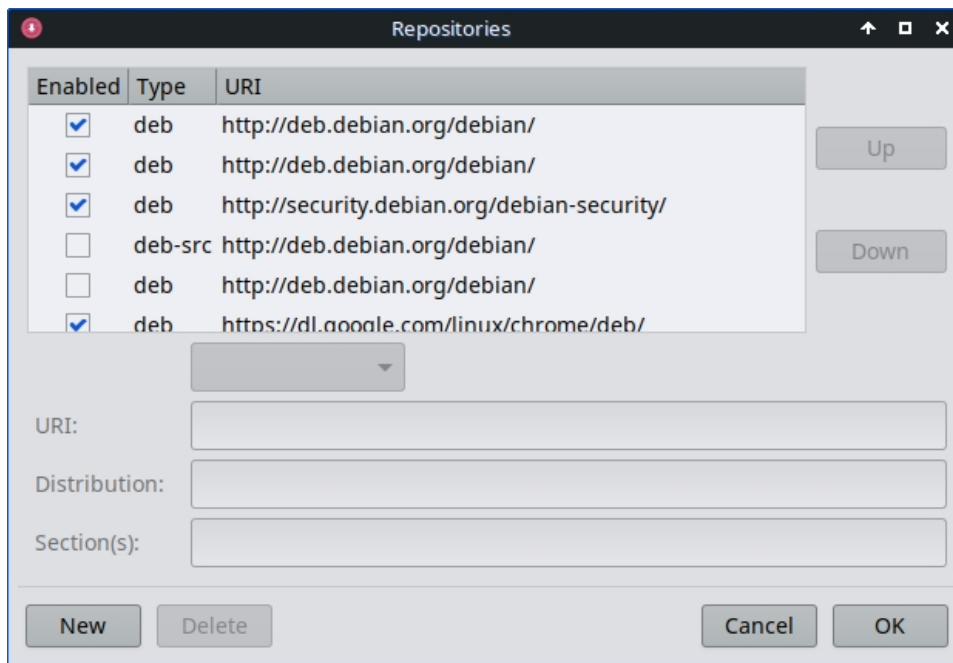 Repositories
Enabled Type URI
deb http://deb.debian.org/debian/
Up
deb http://deb.debian.org/debian/
deb http://security.debian.org/debian-security/
deb-src http://deb.debian.org/debian/
Down
deb http://deb.debian.org/debian/
deb https://dl.google.com/linux/chrome/deb/
URI:
Distribution:
Section(s):
New Delete Cancel OK